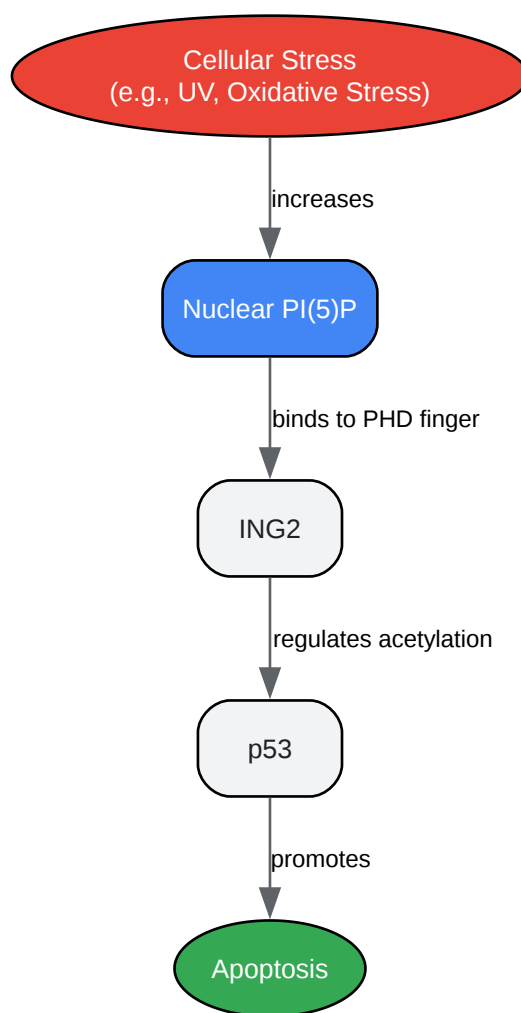 Cellular Stress
(e.g., UV, Oxidative Stress)
increases
Nuclear PI(5)P
binds to PHD finger
ING2
regulates acetylation
p53
promotes
Apoptosis